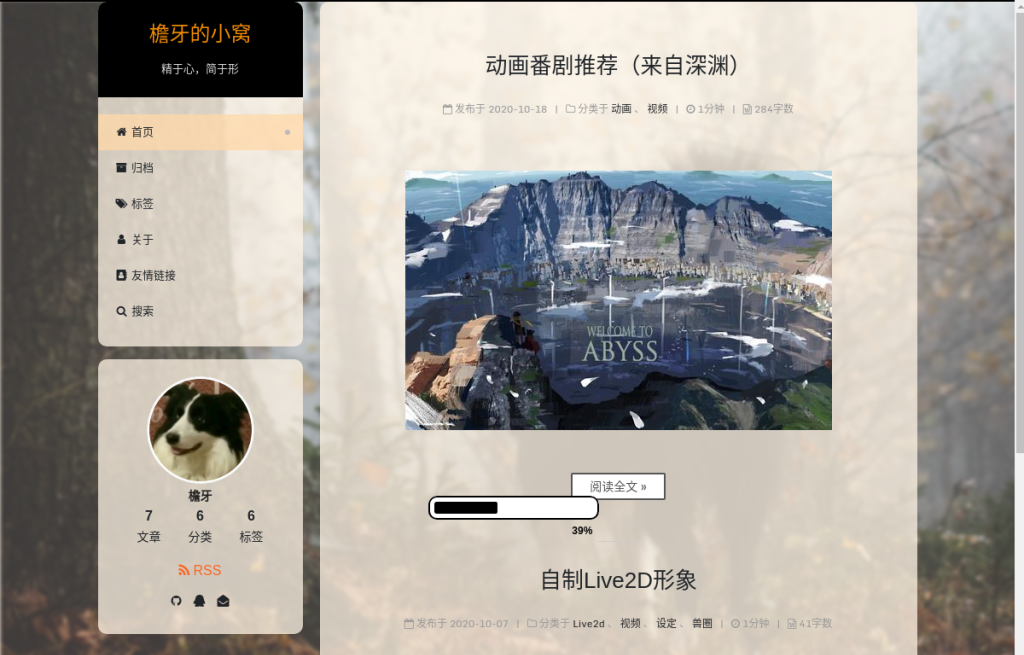 檐牙的小窝
精于心，简于形
首页
归档
标签
关于
友情链接
搜索
檐牙
7 6 6
文章 分类 标签
RSS
动画番剧推荐（来自深渊）
发布于 2020-10-18 | 分类于 动画、 视频 | 1分钟 | 284字数
WELCOME TO
ABYSS
阅读全文 »
39%
自制Live2D形象
发布于 2020-10-07 | 分类于 Live2d、 视频、 设定、 兽圈 | 1分钟 | 41字数